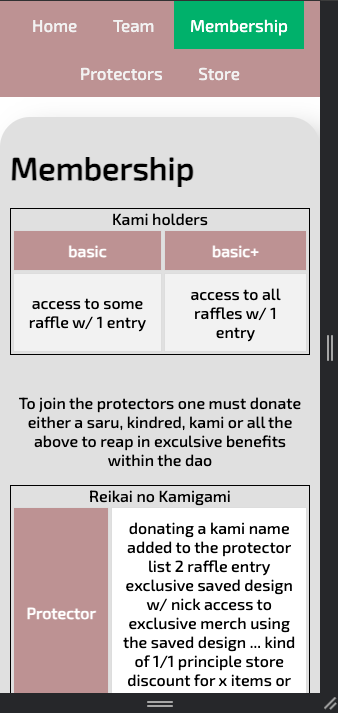 Home Team Membership
Protectors Store
Membership
Kami holders
basic basic+
access to some
raffle w/ 1 entry
access to all
raffles w/ 1
entry
To join the protectors one must donate
either a saru, kindred, kami or all the
above to reap in exculsive benefits
within the dao
Reikai no Kamigami
Protector
donating a kami name
added to the protector
list 2 raffle entry
exclusive saved design
w/ nick access to
exclusive merch using
the saved design ... kind
of 1/1 principle store
discount for x items or